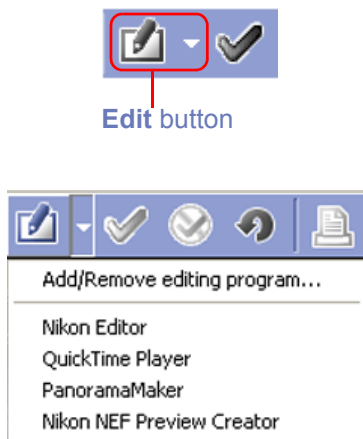 Edit button
Add/Remove editing program...
Nikon Editor
QuickTime Player
PanoramaMaker
Nikon NEF Preview Creator